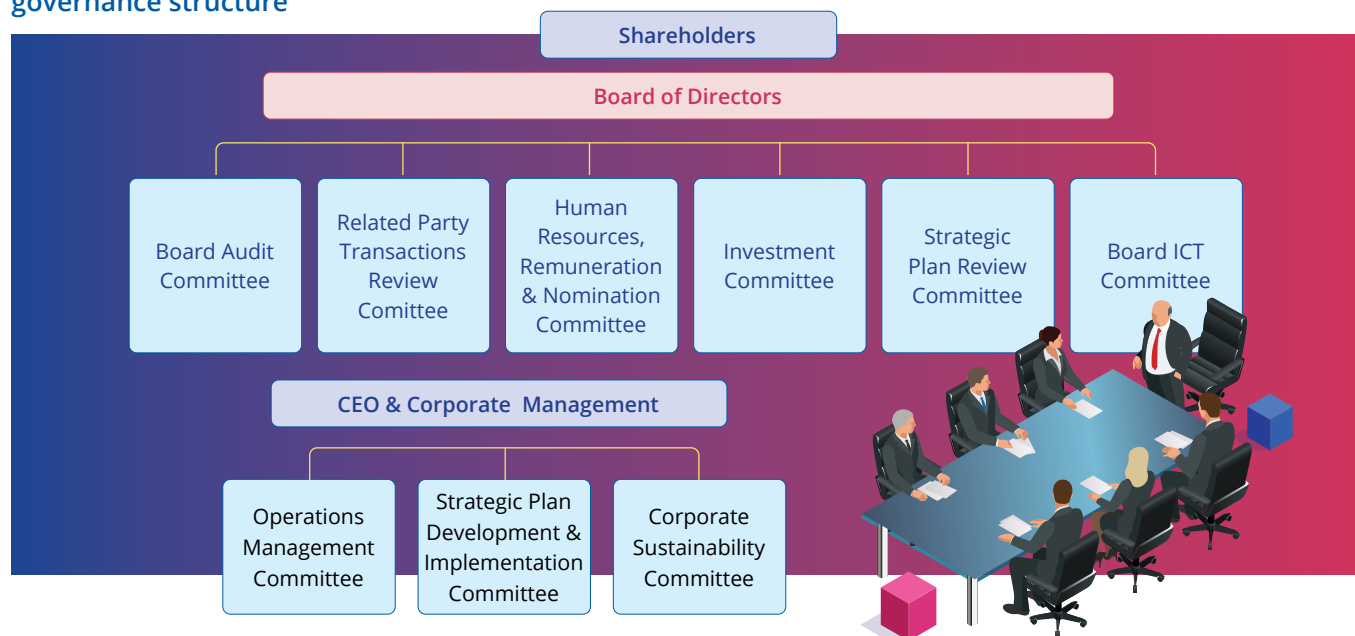 governance structure
Shareholders
Board of Directors
Board Audit
Committee
Related Party
Transactions
Review
Comittee
Human
Resources,
Remuneration
& Nomination
Committee
Investment
Committee
Strategic
Plan Review
Committee
Board ICT
Committee
CEO & Corporate Management
Operations
Management
Committee
Strategic Plan
Development &
Implementation
Committee
Corporate
Sustainability
Committee